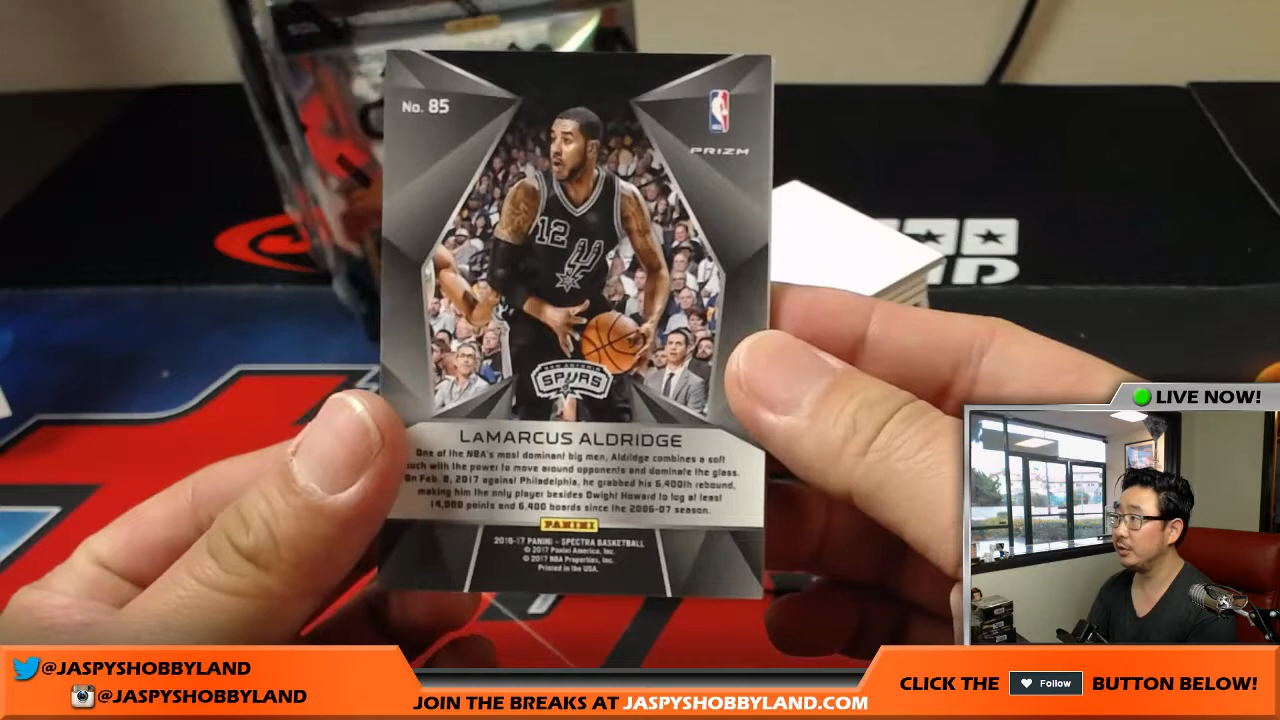 No. 85
PRIZM
12
SAN ANTONIO
SPURS
LAMARCUS ALDRIDGE
One of the NBA's most dominant big men, Aldridge combines a soft
touch with the power to move around opponents and dominate the glass.
On Feb. 8, 2017 against Philadelphia, he grabbed his 6,400th rebound,
making him the only player besides Dwight Howard to log at least
14,000 points and 6,400 boards since the 2006-07 season.
PANINI
2016-17 PANINI - SPECTRA BASKETBALL
© 2017 Panini America, Inc.
© 2017 NBA Properties, Inc.
Printed in the USA.
LIVE NOW!
@JASPYSHOBBYLAND
@JASPYSHOBBYLAND
JOIN THE BREAKS AT JASPYSHOBBYLAND.COM
CLICK THE Follow BUTTON BELOW!